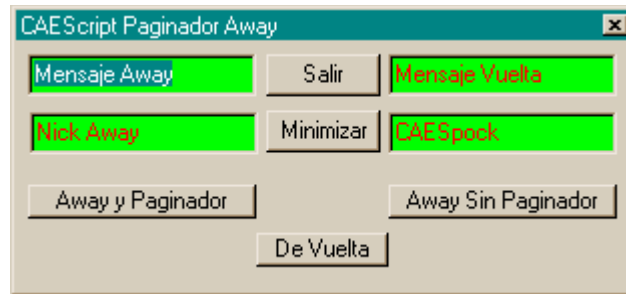 CAEScript Paginador Away
Mensaje Away Salir Mensaje Vuelta
Nick Away Minimizar CAESpock
Away y Paginador Away Sin Paginador
De Vuelta